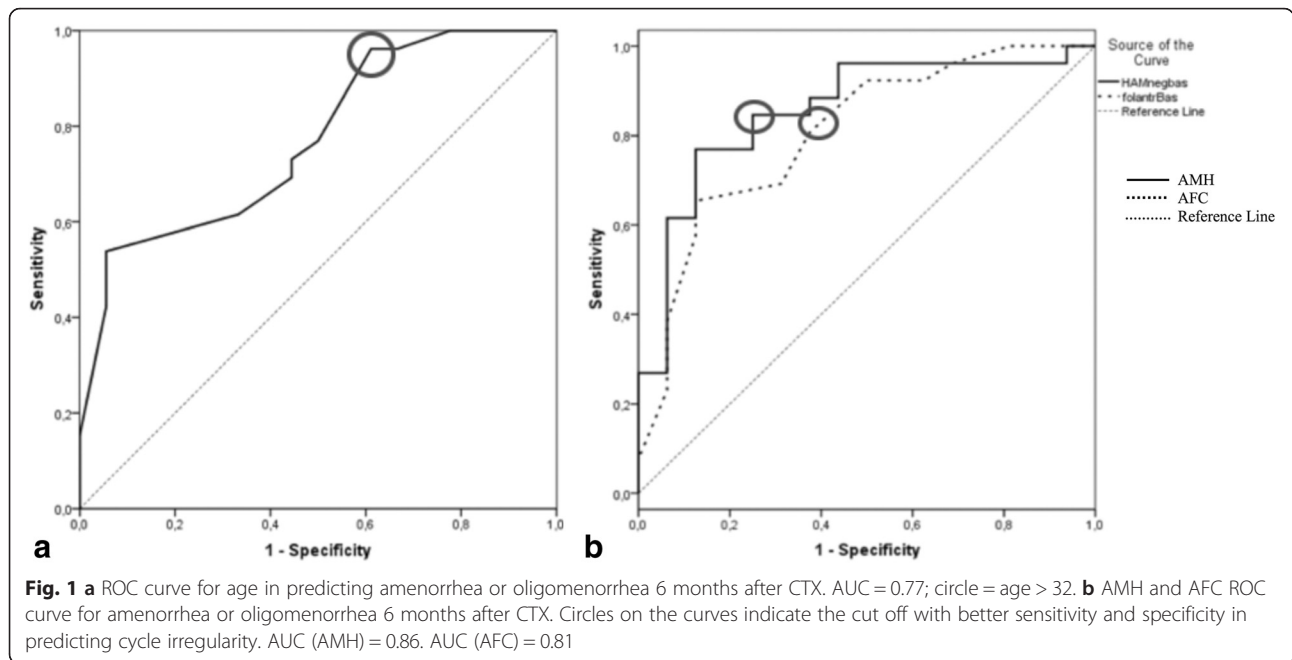 1,0
0,8
0,6
0,4
0,2
0,0
Sensitivity
0,0 0,2 0,4 0,6 0,8 1,0
1 - Specificity
a
1,0
0,8
0,6
0,4
0,2
0,0
Sensitivity
0,0 0,2 0,4 0,6 0,8 1,0
1 - Specificity
b
Source of the
Curve
HAMnegbas
folantrBas
Reference Line
AMH
AFC
Reference Line
Fig. 1 a ROC curve for age in predicting amenorrhea or oligomenorrhea 6 months after CTX. AUC = 0.77; circle = age > 32. b AMH and AFC ROC
curve for amenorrhea or oligomenorrhea 6 months after CTX. Circles on the curves indicate the cut off with better sensitivity and specificity in
predicting cycle irregularity. AUC (AMH) = 0.86. AUC (AFC) = 0.81